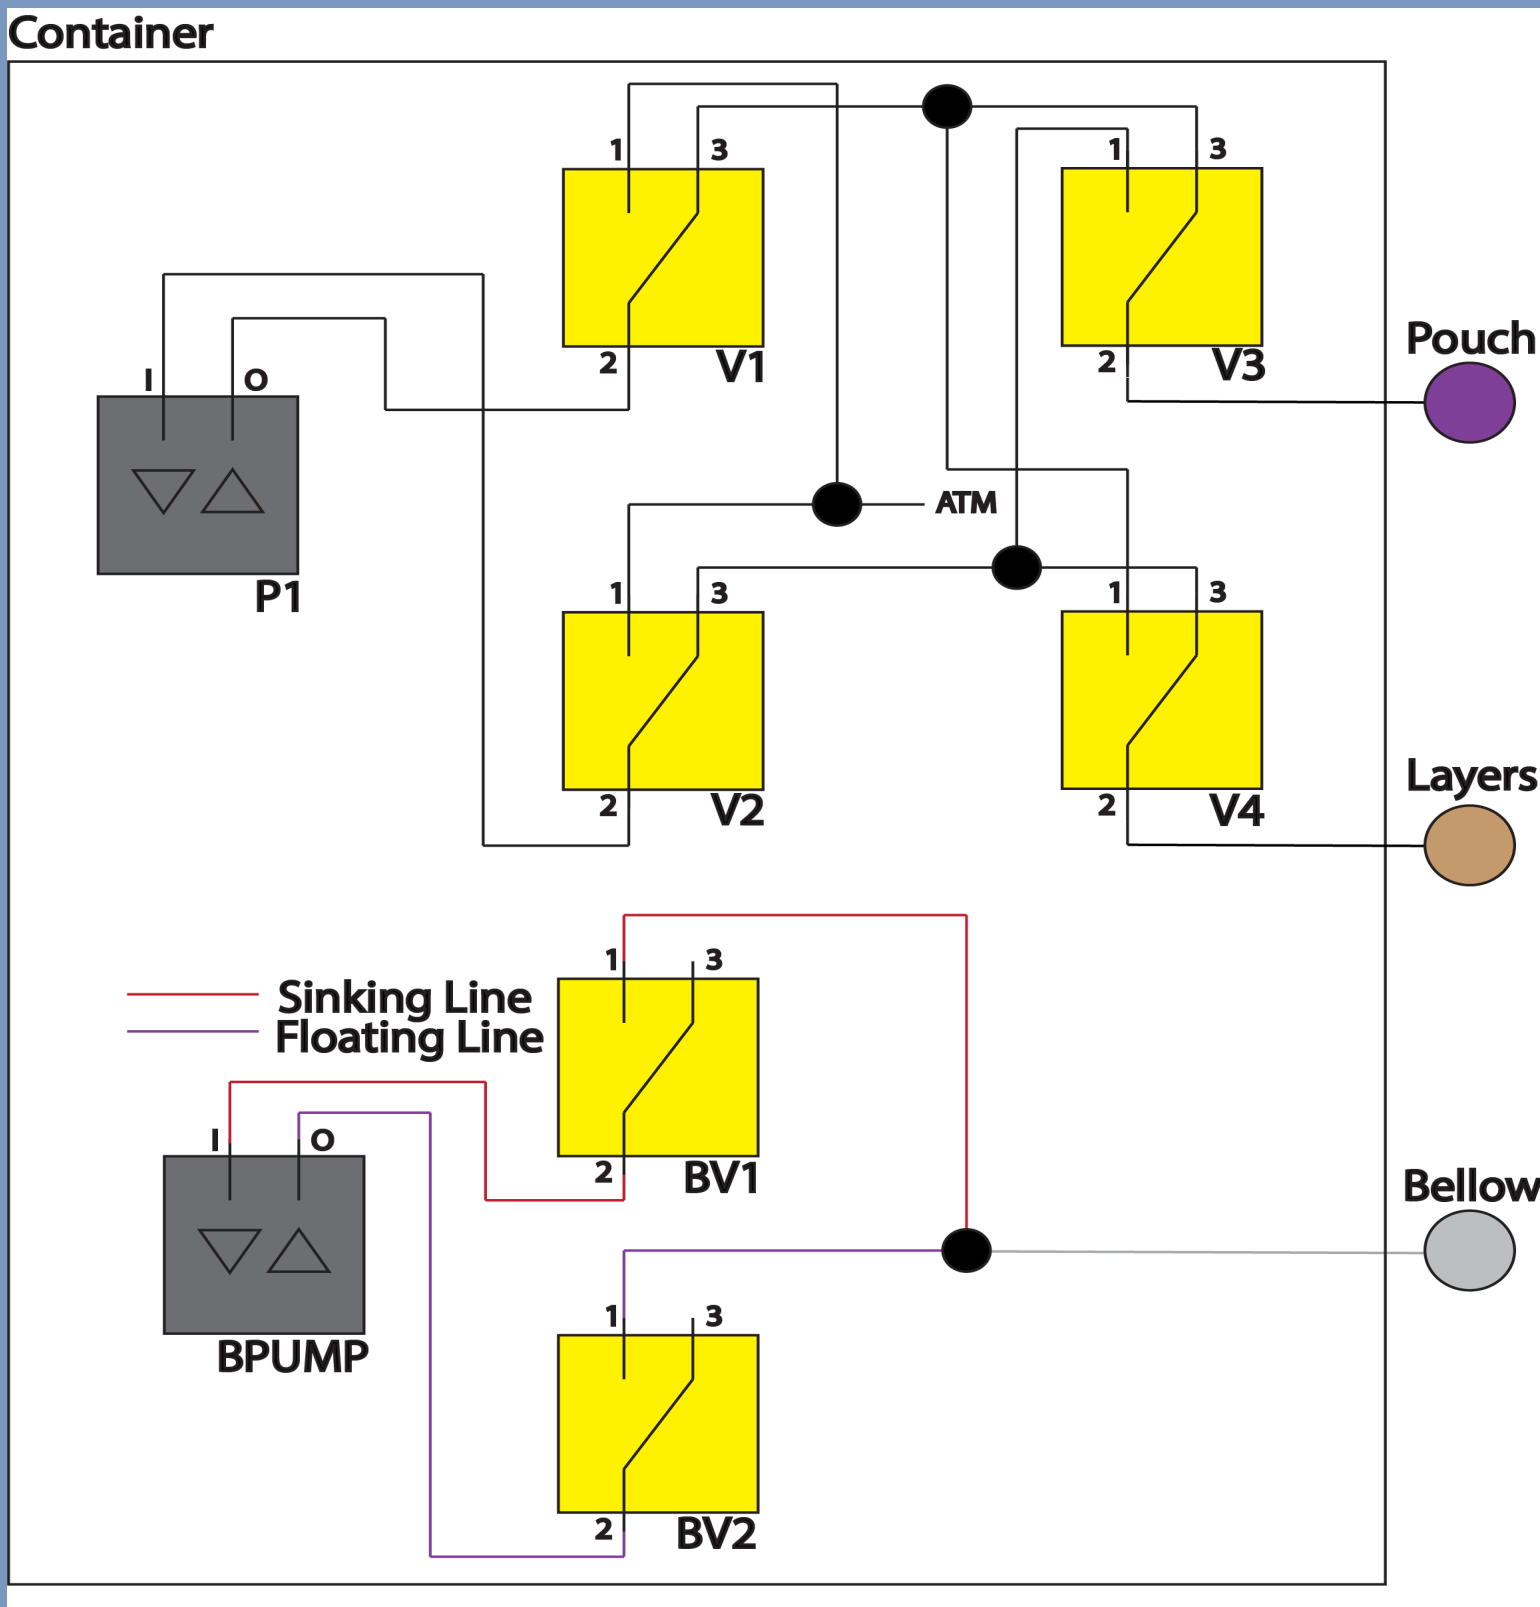 Container
1 3
1 3
Pouch
2 V1
2 V3
I O
P1
ATM
1 3
1 3
Layers
2 V2
2 V4
1 3
Sinking Line
Floating Line
I O
2 BV1
Bellow
BPUMP
1 3
2 BV2